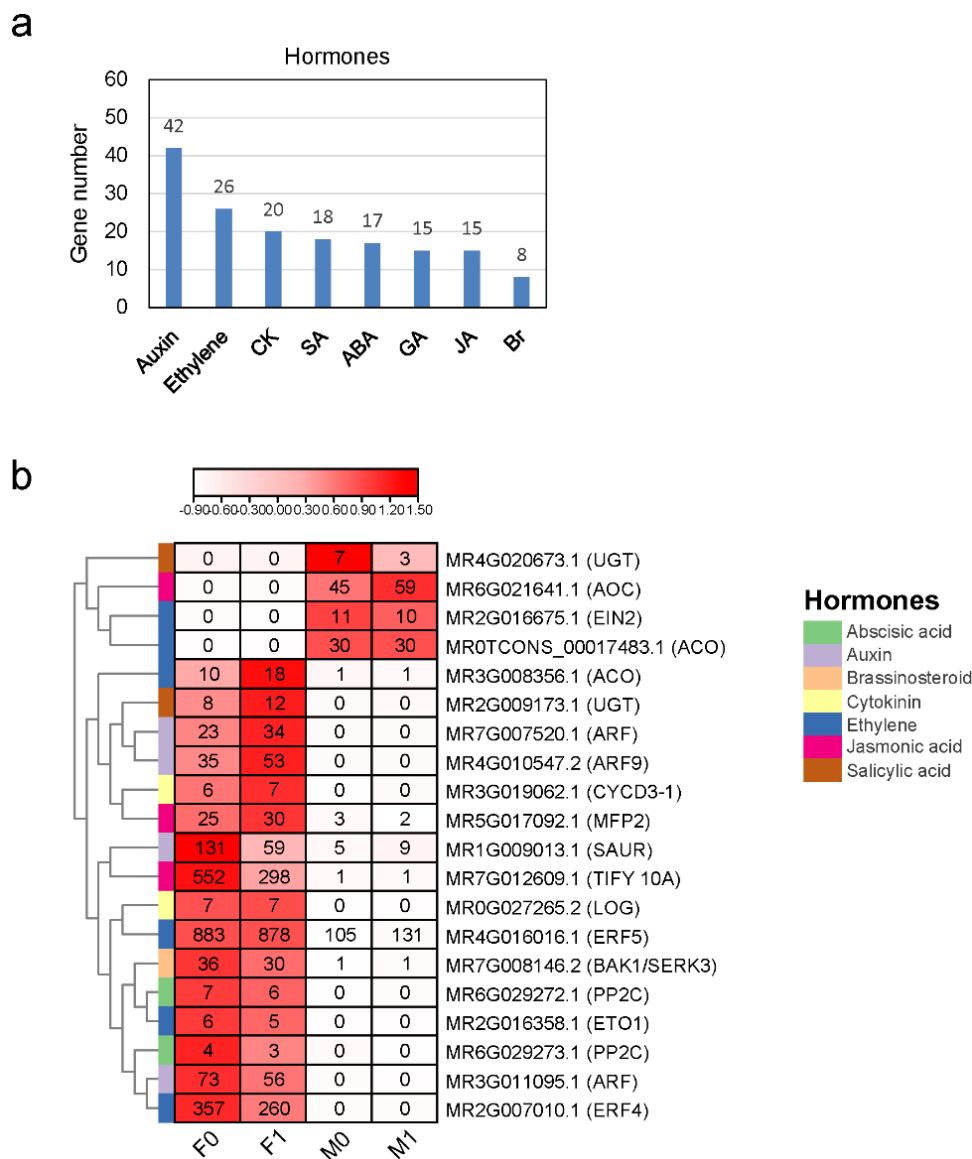 a
Hormones
Gene number
60
50
40
30
20
10
0
42
26
20
18
17
15
15
8
Auxin
Ethylene
CK
SA
ABA
GA
JA
Br
b
-0.90-0.60-0.300.000.300.600.901.201.50
0 0 7 3 MR4G020673.1 (UGT)
0 0 45 59 MR6G021641.1 (AOC)
0 0 11 10 MR2G016675.1 (EIN2)
0 0 30 30 MR0TCONS_00017483.1 (ACO)
10 18 1 1 MR3G008356.1 (ACO)
8 12 0 0 MR2G009173.1 (UGT)
23 34 0 0 MR7G007520.1 (ARF)
35 53 0 0 MR4G010547.2 (ARF9)
6 7 0 0 MR3G019062.1 (CYCD3-1)
25 30 3 2 MR5G017092.1 (MFP2)
131 59 5 9 MR1G009013.1 (SAUR)
552 298 1 1 MR7G012609.1 (TIFY 10A)
7 7 0 0 MR0G027265.2 (LOG)
883 878 105 131 MR4G016016.1 (ERF5)
36 30 1 1 MR7G008146.2 (BAK1/SERK3)
7 6 0 0 MR6G029272.1 (PP2C)
6 5 0 0 MR2G016358.1 (ETO1)
4 3 0 0 MR6G029273.1 (PP2C)
73 56 0 0 MR3G011095.1 (ARF)
357 260 0 0 MR2G007010.1 (ERF4)
F0 F1 M0 M1
Hormones
Abscisic acid
Auxin
Brassinosteroid
Cytokinin
Ethylene
Jasmonic acid
Salicylic acid